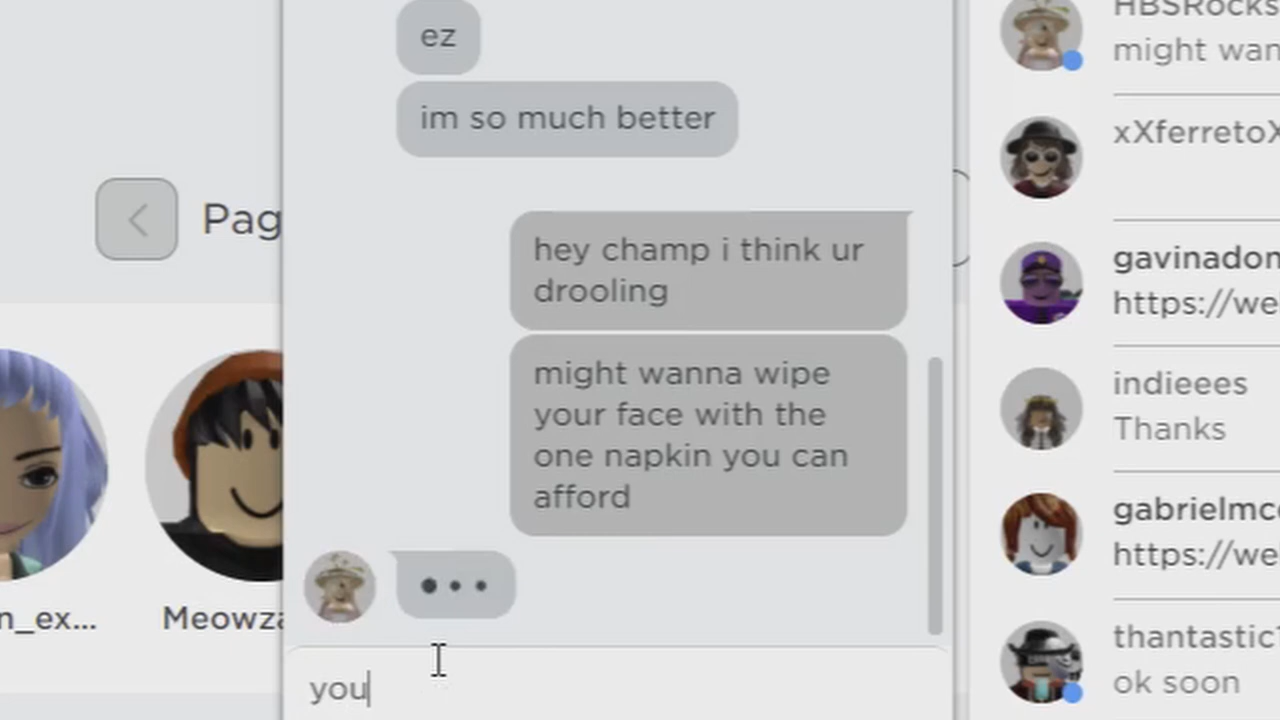 ez
im so much better
hey champ i think ur
drooling
might wanna wipe
your face with the
one napkin you can
afford
you
Pag
n_ex...
Meowza
HBSRocks
might wan
xXferretoX
gavinadon
https://we
indieees
Thanks
gabrielmc
https://we
thantastic
ok soon